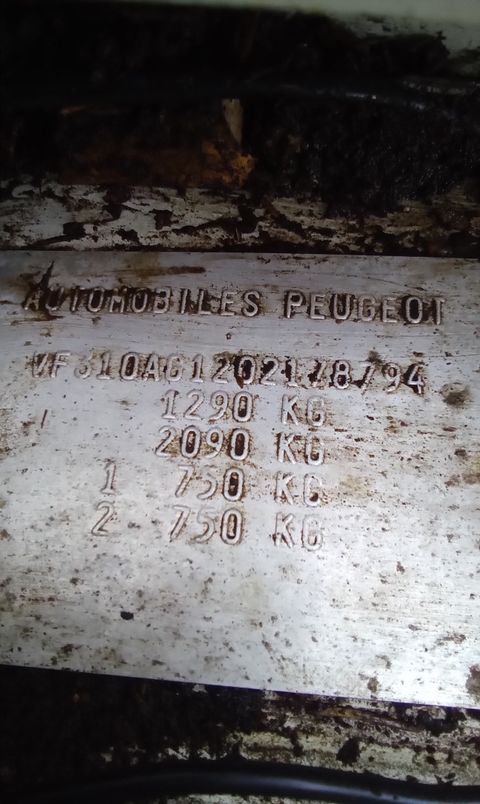 AUTOMOBILES PEUGEOT
1290 KG
2090 KG
1 750 KG
2 750 KG